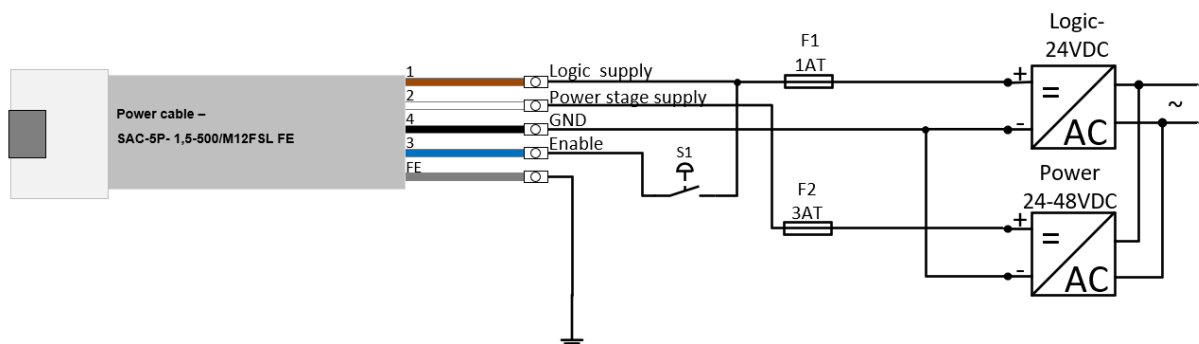 Power cable –
SAC-5P- 1,5-500/M12FSL FE
1
Logic  supply
2
Power stage supply
4
GND
3
Enable
FE
S1
F1
1AT
F2
3AT
Logic-
24VDC
+
=
-
AC
~
Power
24-48VDC
+
=
-
AC